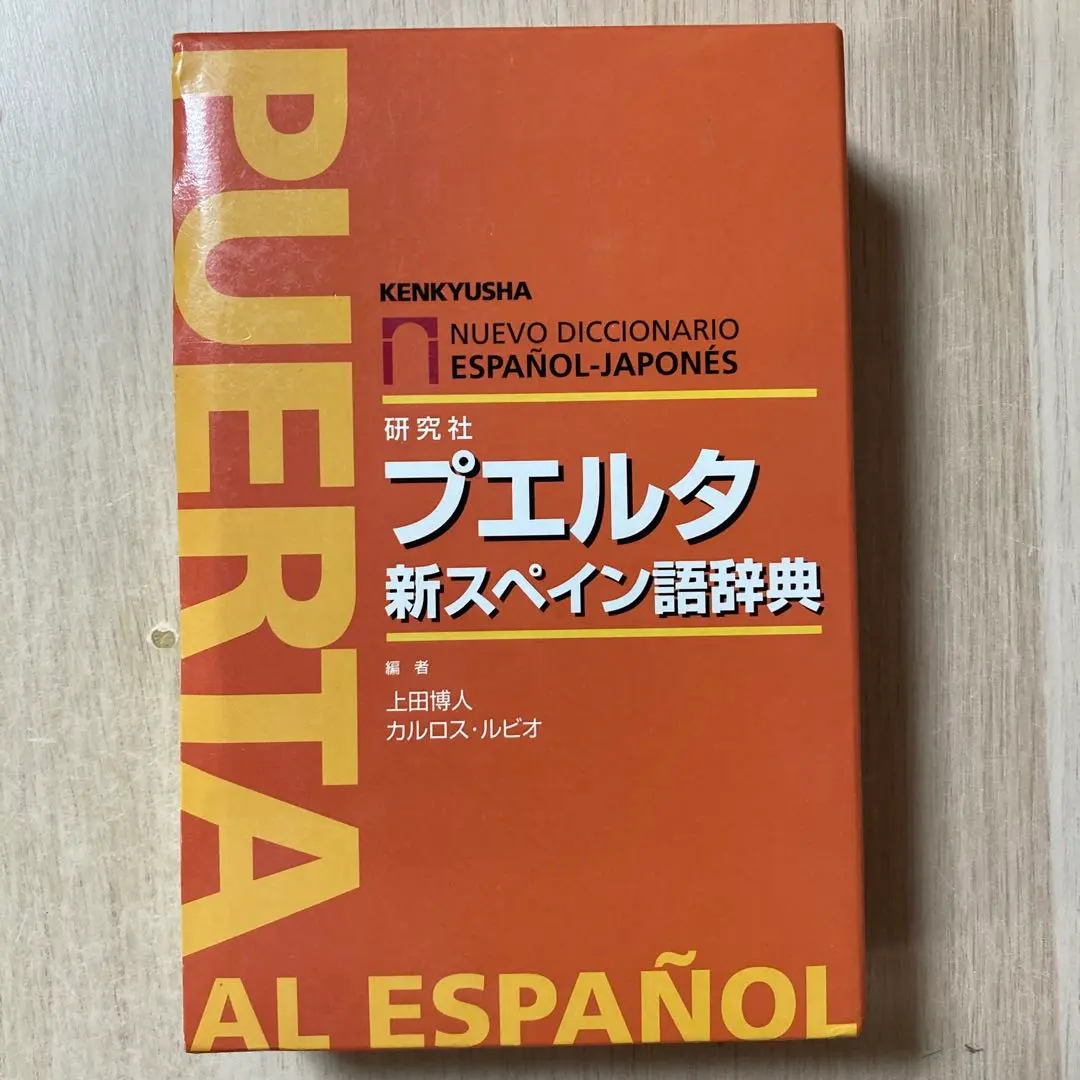 PUERTA
AL ESPAÑOL
KENKYUSHA
NUEVO DICCIONARIO
ESPAÑOL-JAPONÉS
研究社
プエルタ
新スペイン語辞典
編者
上田博人
カルロス・ルビオ